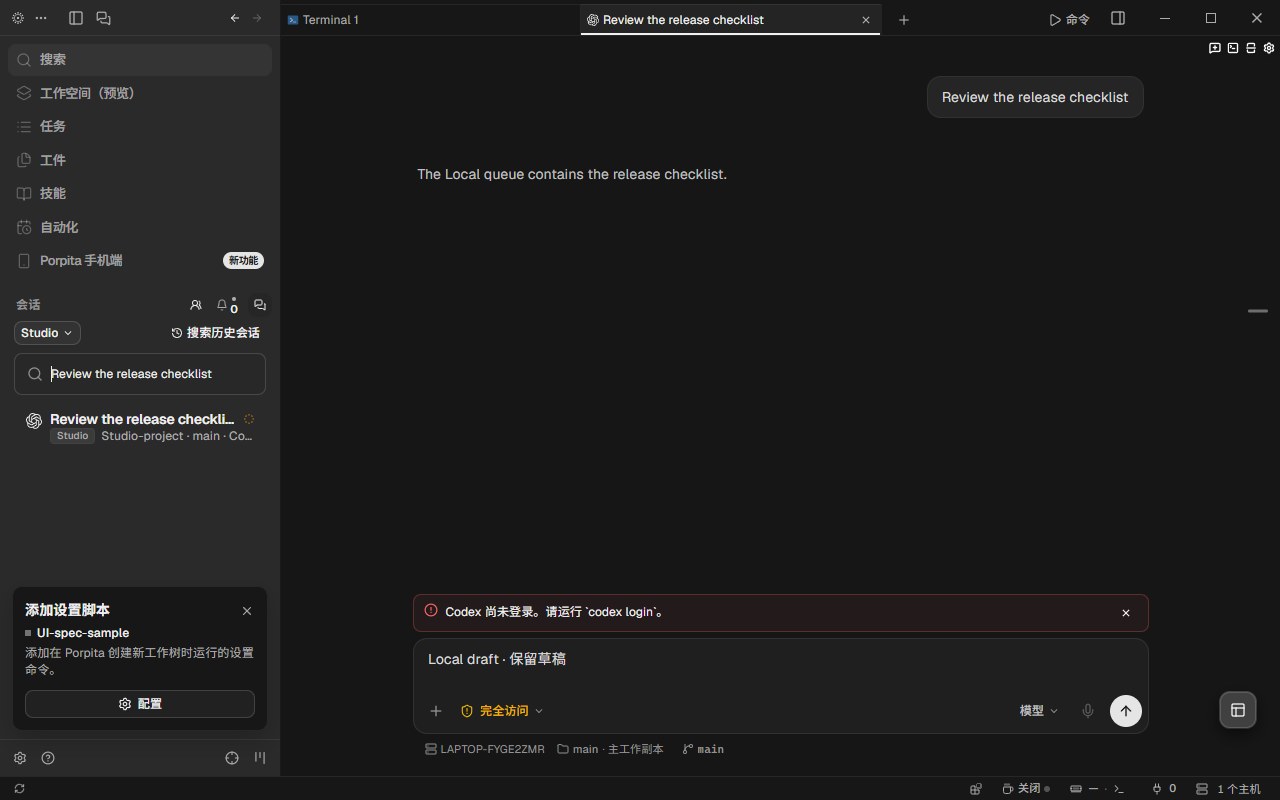 Terminal 1
Review the release checklist
命令
搜索
工作空间（预览）
任务
工件
技能
自动化
Porpita 手机端
新功能
会话
0
Studio
搜索历史会话
Review the release checklist
Review the release checkli...
Studio
Studio-project · main · Co...
添加设置脚本
UI-spec-sample
添加在 Porpita 创建新工作树时运行的设置
命令。
配置
Review the release checklist
The Local queue contains the release checklist.
Codex 尚未登录。请运行 `codex login`。
Local draft · 保留草稿
完全访问
模型
LAPTOP-FYGE2ZMR
main · 主工作副本
main
关闭
— ·
0
1 个主机